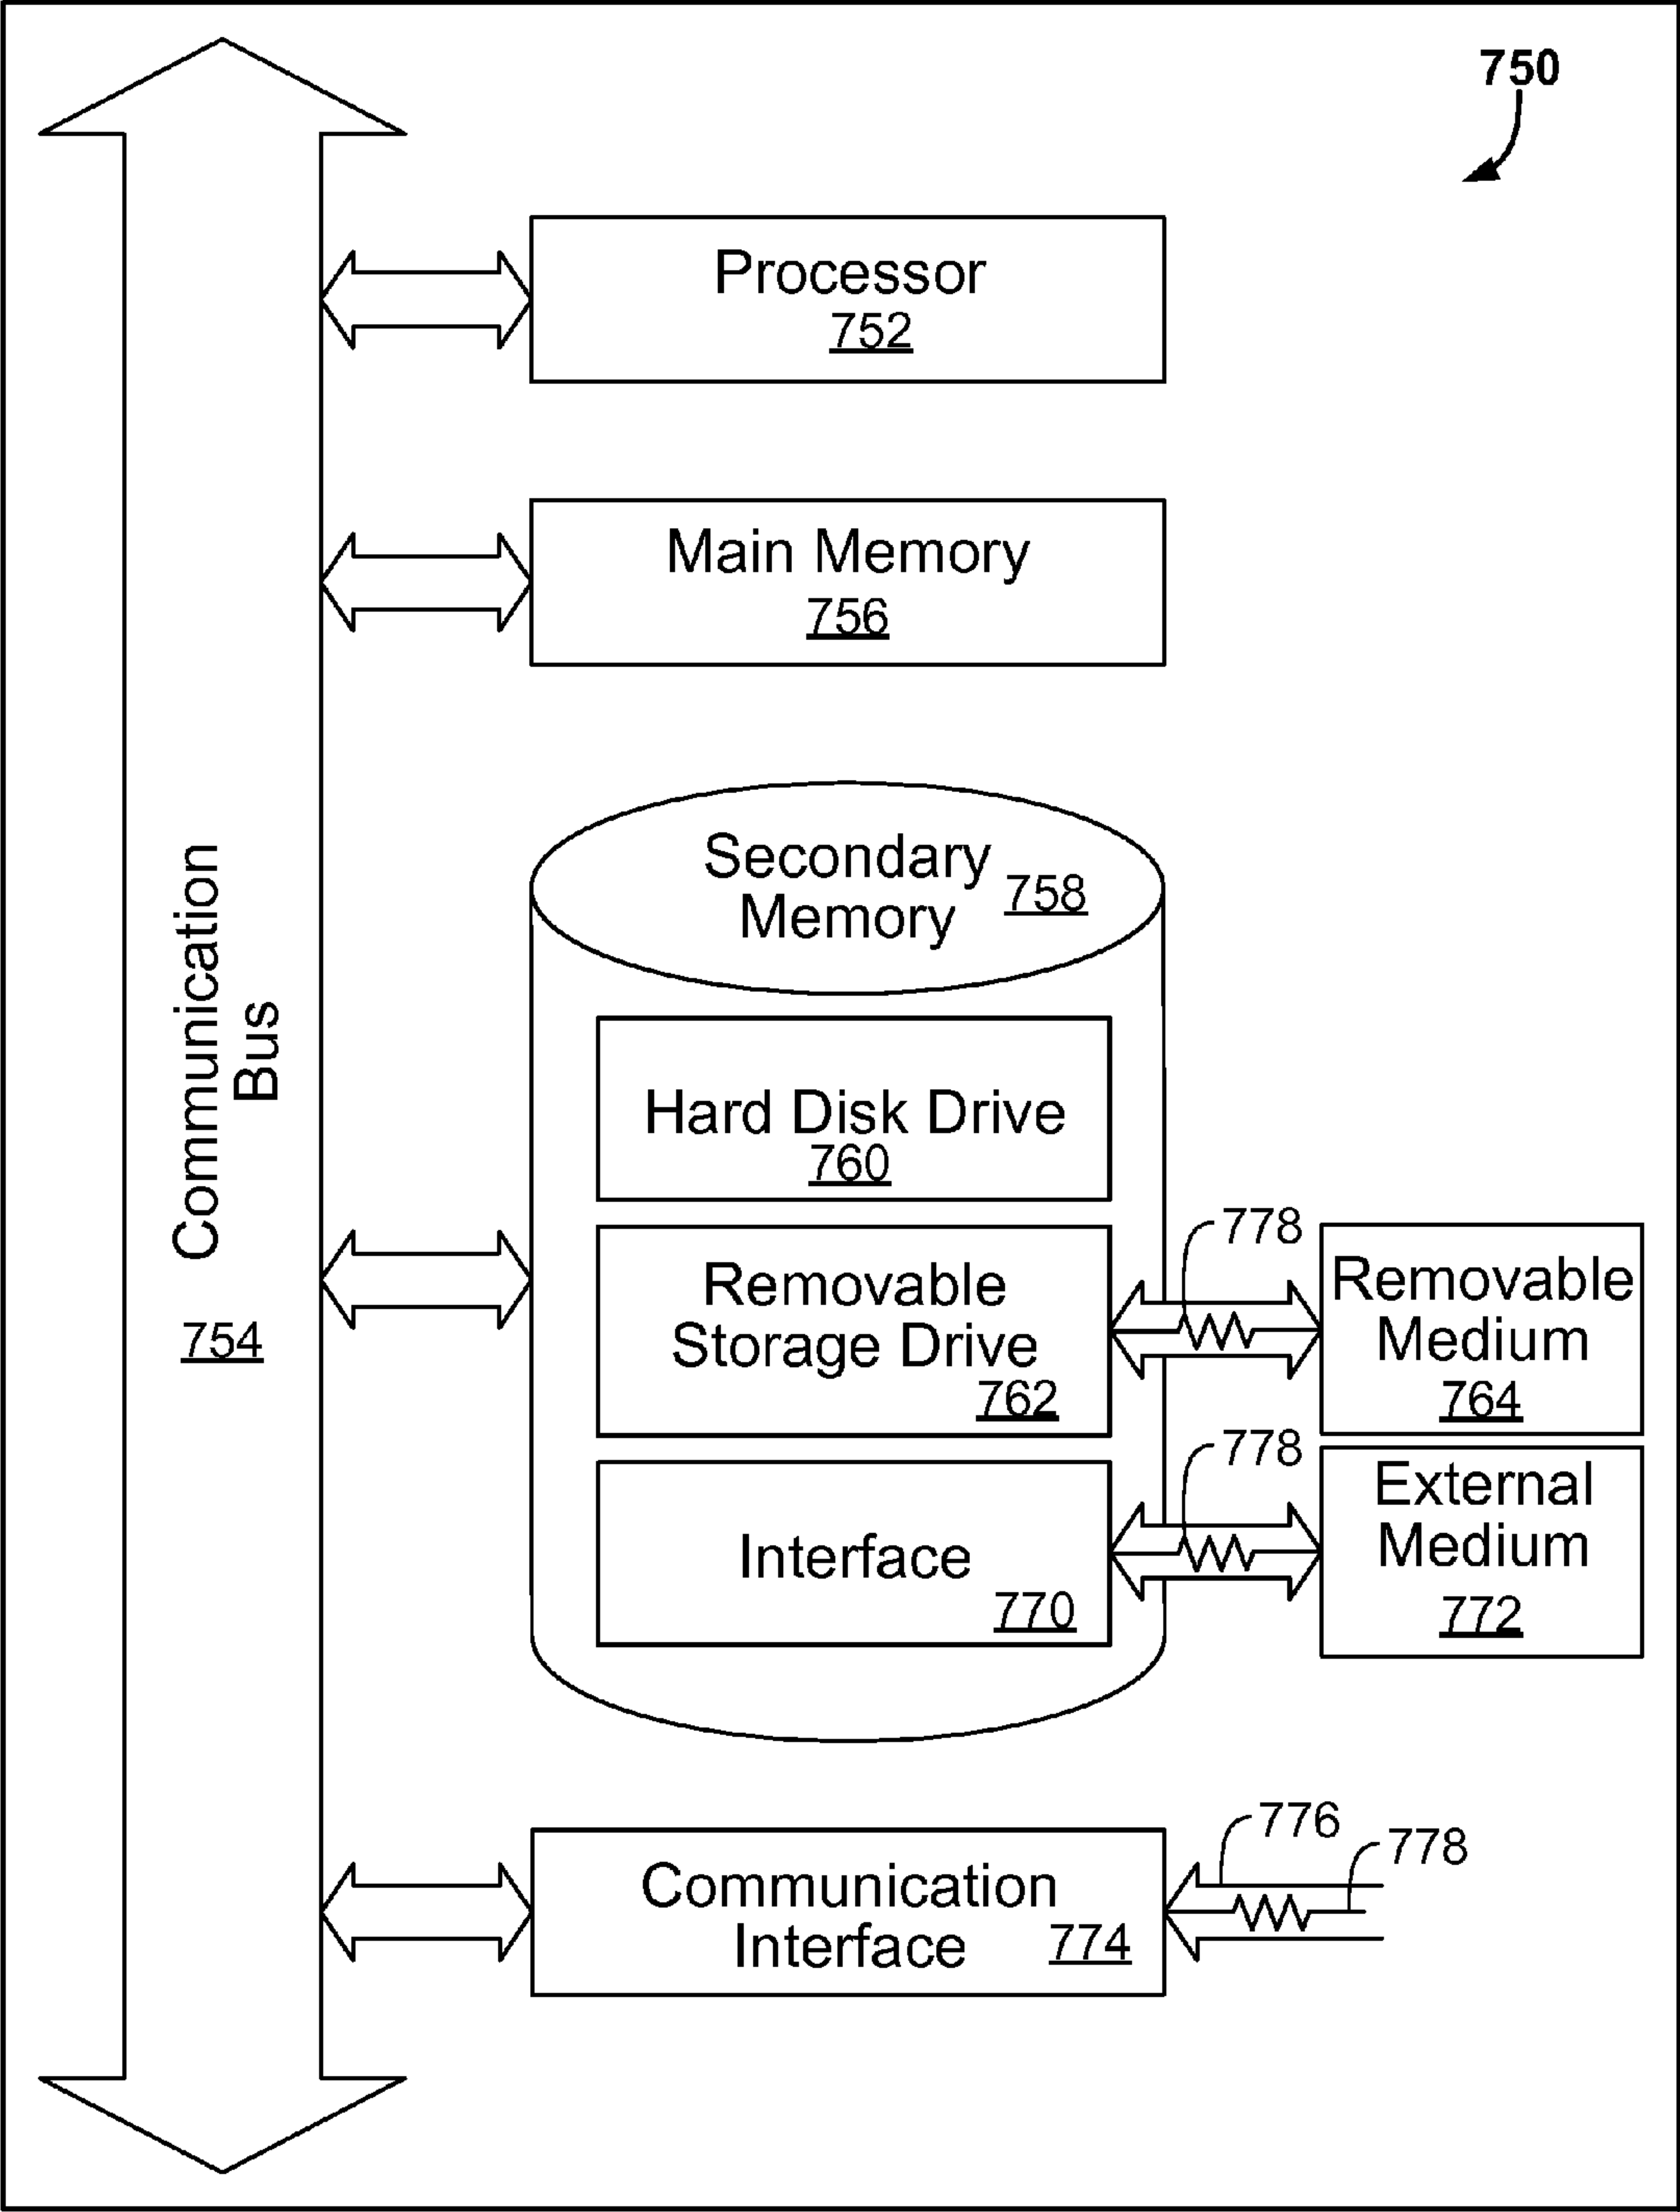 750
Processor
752
Main Memory
756
Secondary
Memory
758
Communication
Bus
754
Hard Disk Drive
760
Removable
Storage Drive
762
778
Removable
Medium
764
Interface
770
778
External
Medium
772
Communication
Interface
774
776
778